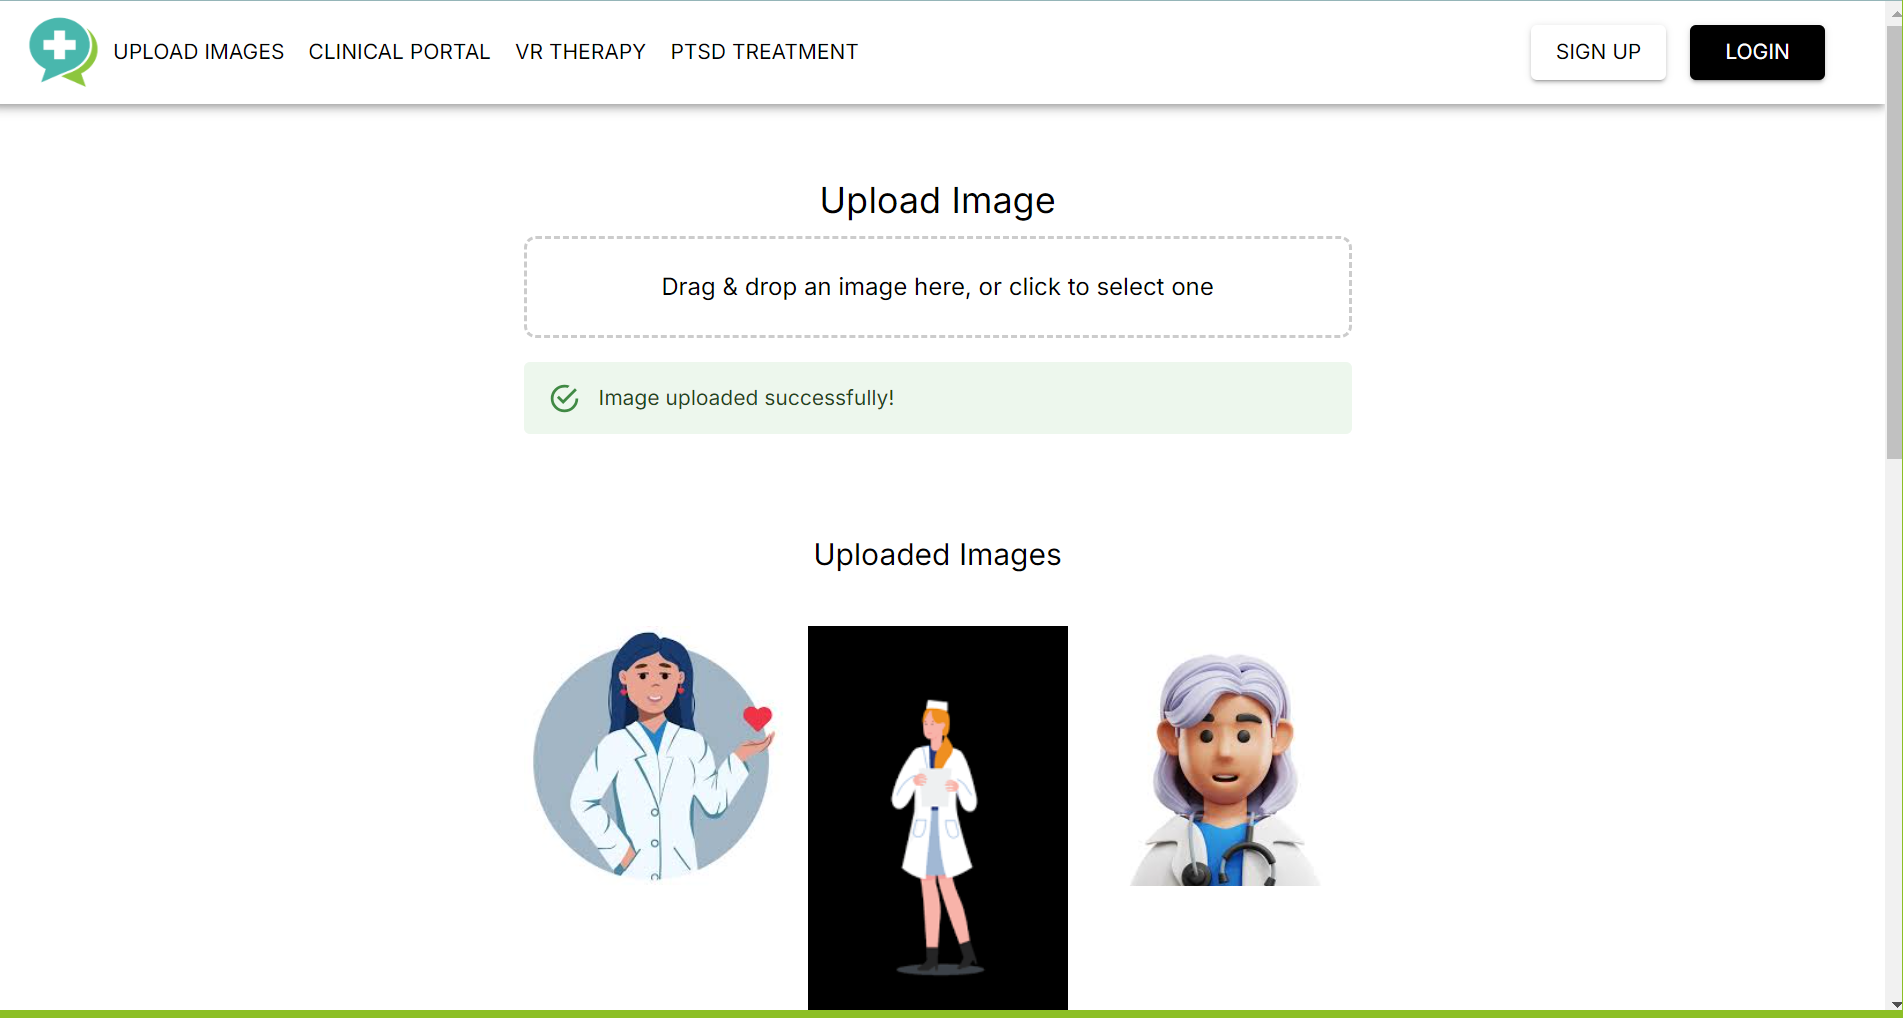 UPLOAD IMAGES CLINICAL PORTAL VR THERAPY PTSD TREATMENT SIGN UP LOGIN
Upload Image
Drag & drop an image here, or click to select one
Image uploaded successfully!
Uploaded Images